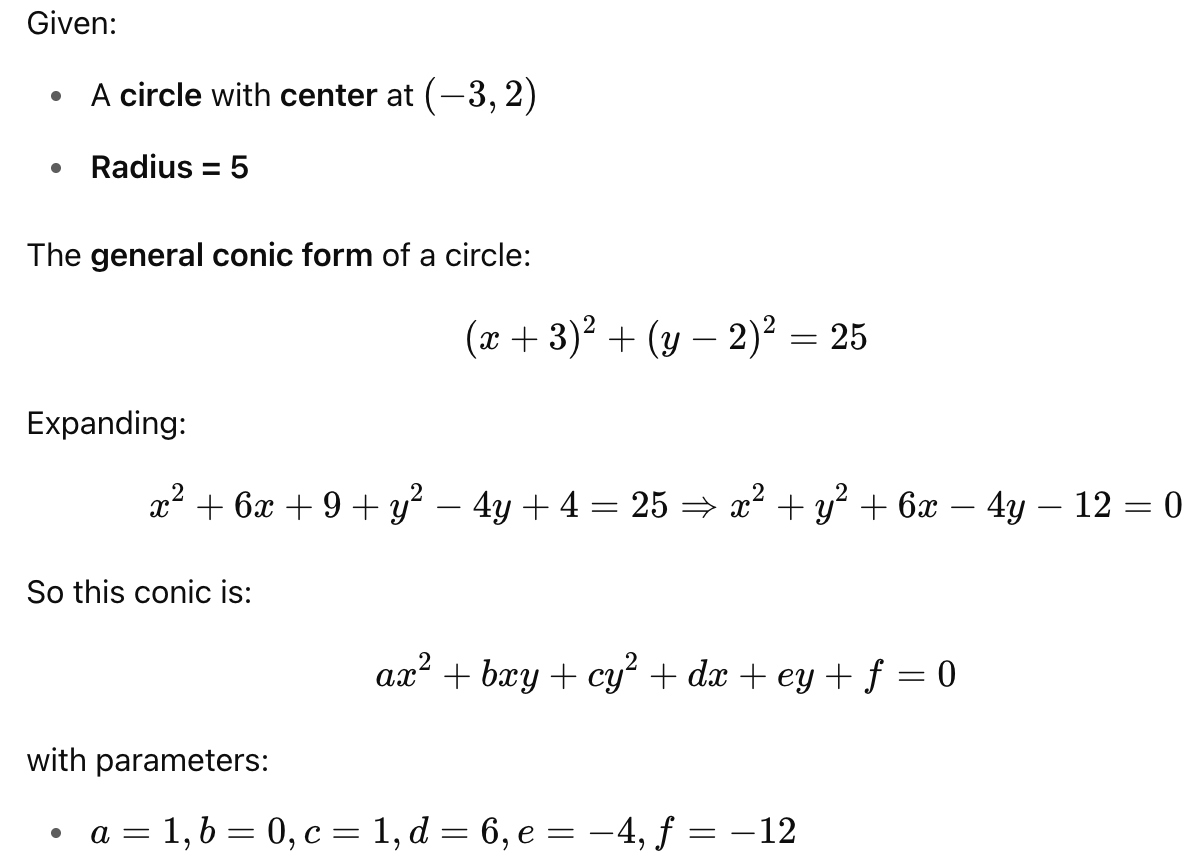 Given:
• A circle with center at (−3, 2)
• Radius = 5
The general conic form of a circle:
(x + 3)² + (y − 2)² = 25
Expanding:
x² + 6x + 9 + y² − 4y + 4 = 25 ⇒ x² + y² + 6x − 4y − 12 = 0
So this conic is:
ax² + bxy + cy² + dx + ey + f = 0
with parameters:
• a = 1, b = 0, c = 1, d = 6, e = −4, f = −12